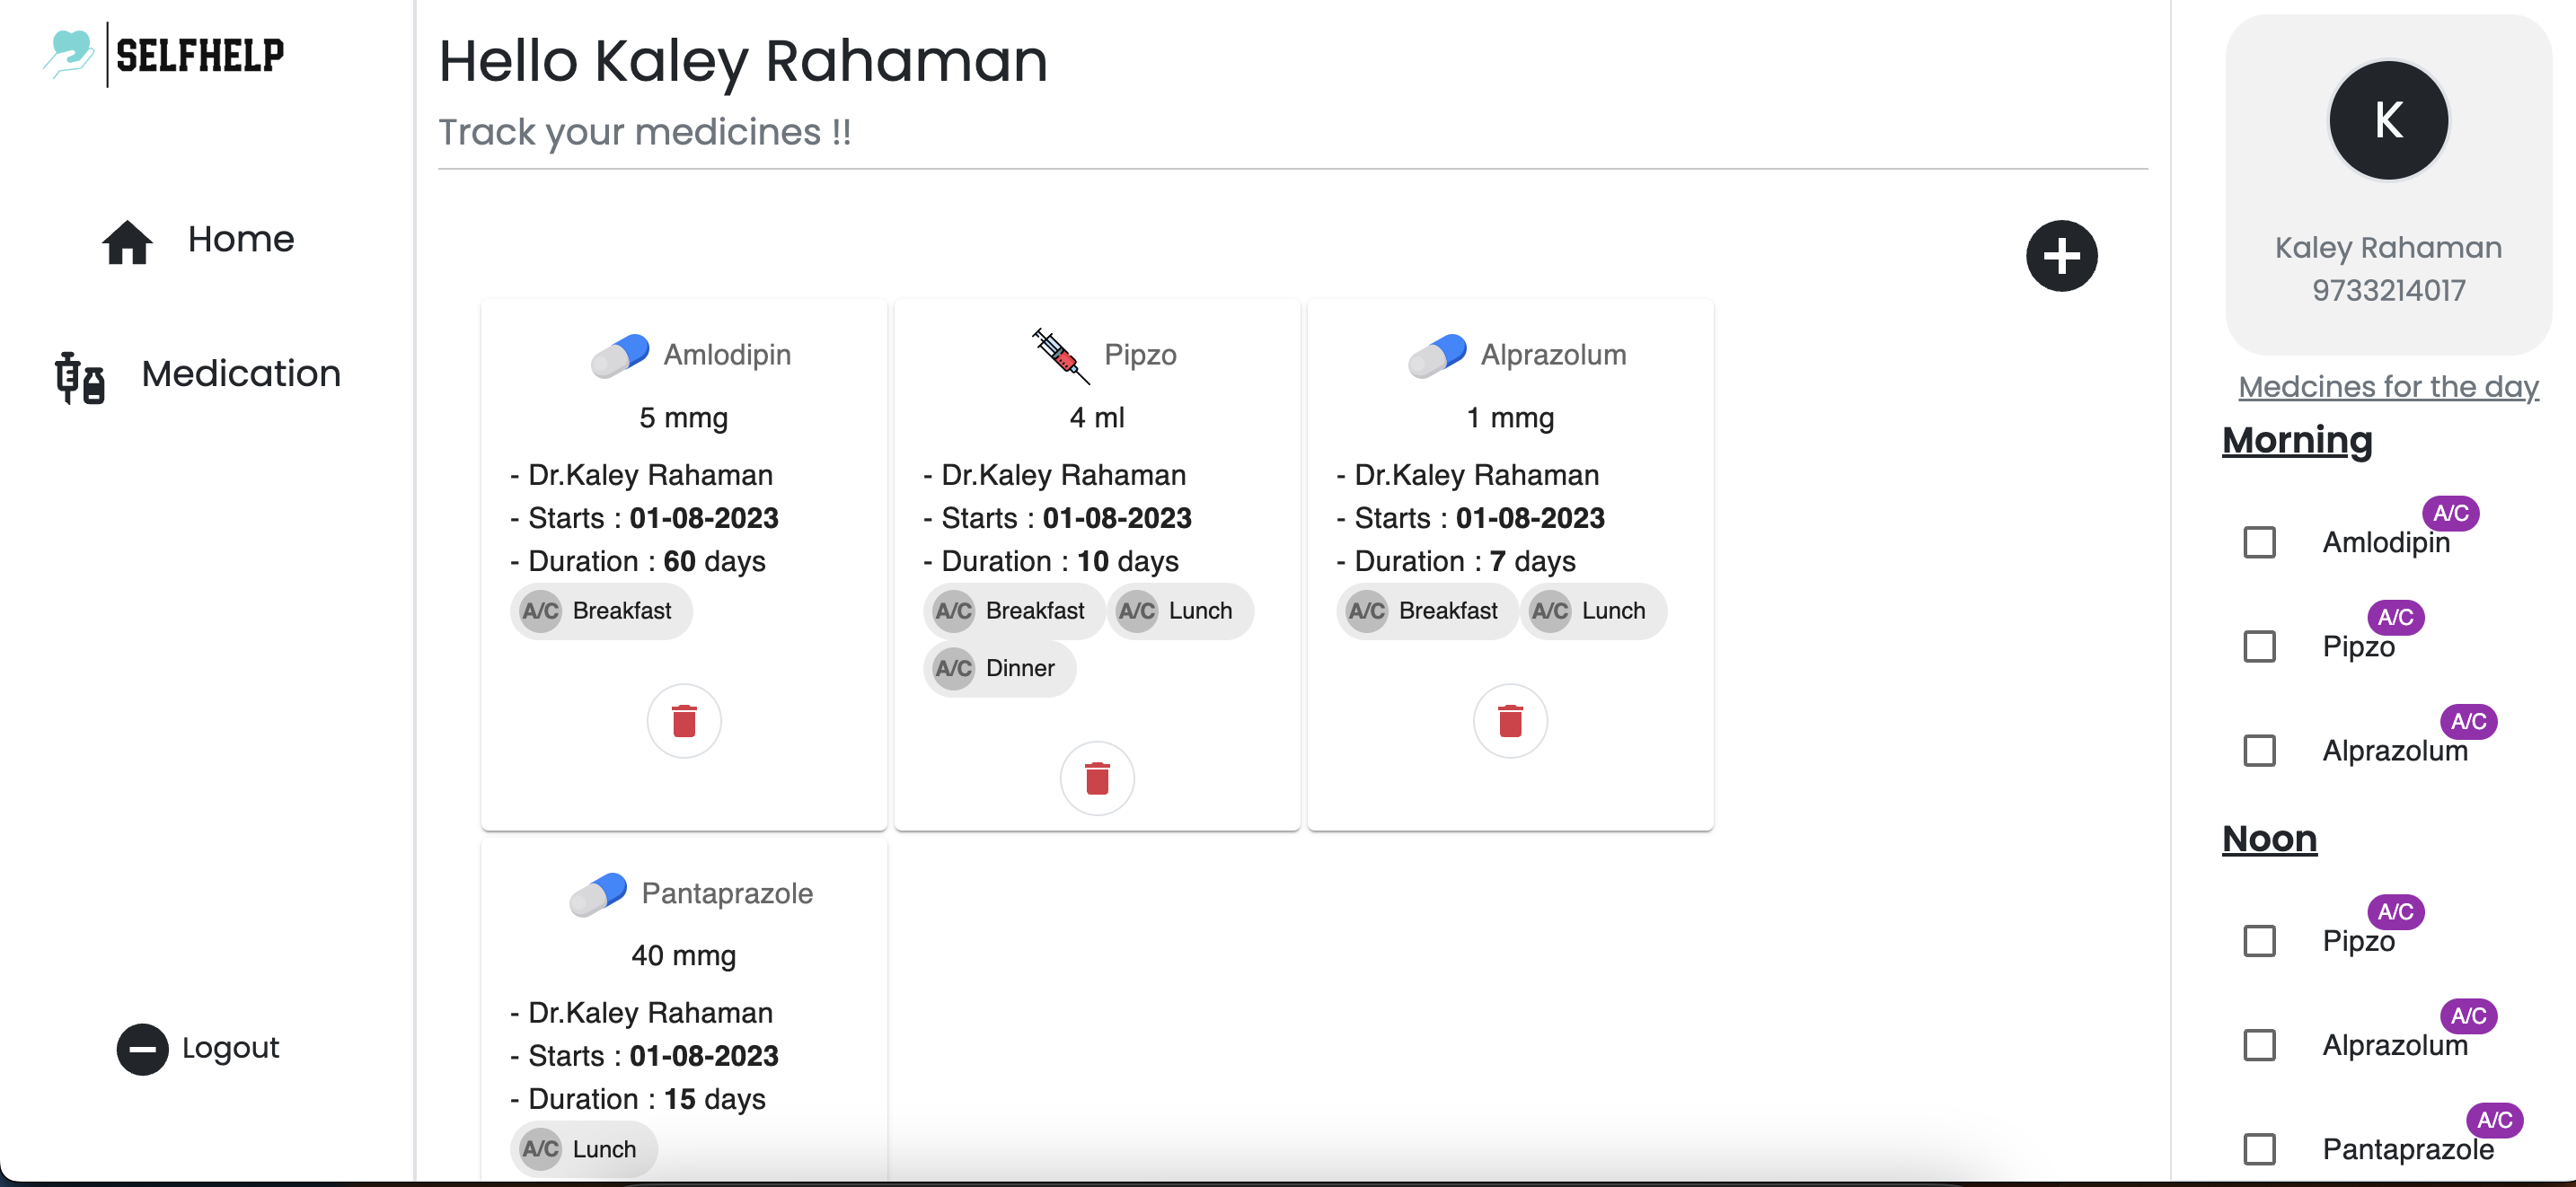 SELFHELP
Home
Medication
Logout
Hello Kaley Rahaman
Track your medicines !!
Amlodipin
5 mmg
- Dr.Kaley Rahaman
- Starts : 01-08-2023
- Duration : 60 days
A/C Breakfast
Pipzo
4 ml
- Dr.Kaley Rahaman
- Starts : 01-08-2023
- Duration : 10 days
A/C Breakfast A/C Lunch
A/C Dinner
Alprazolum
1 mmg
- Dr.Kaley Rahaman
- Starts : 01-08-2023
- Duration : 7 days
A/C Breakfast A/C Lunch
Pantaprazole
40 mmg
- Dr.Kaley Rahaman
- Starts : 01-08-2023
- Duration : 15 days
A/C Lunch
K
Kaley Rahaman
9733214017
Medcines for the day
Morning
A/C
Amlodipin
A/C
Pipzo
A/C
Alprazolum
Noon
A/C
Pipzo
A/C
Alprazolum
A/C
Pantaprazole